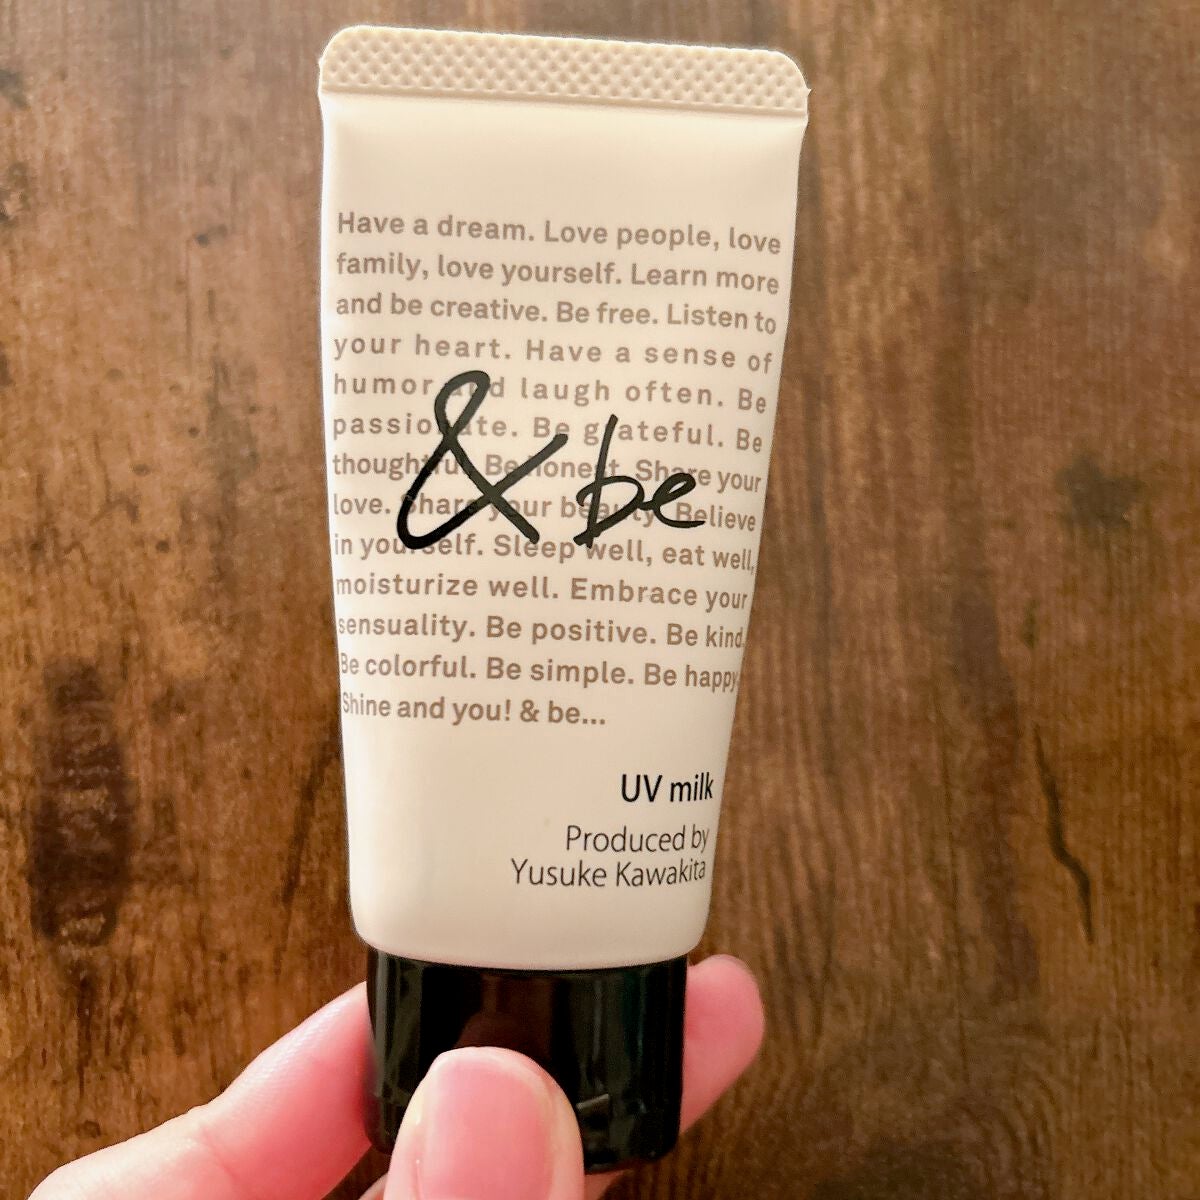 Have a dream. Love people, love
family, love yourself. Learn more
and be creative. Be free. Listen to
your heart. Have a sense of
humor and laugh often. Be
passionate. Be grateful. Be
thoughtful. Be honest. Share your
love. Share your beauty. Believe
in yourself. Sleep well, eat well,
moisturize well. Embrace your
sensuality. Be positive. Be kind.
Be colorful. Be simple. Be happy.
Shine and you! & be...
& be
UV milk
Produced by
Yusuke Kawakita